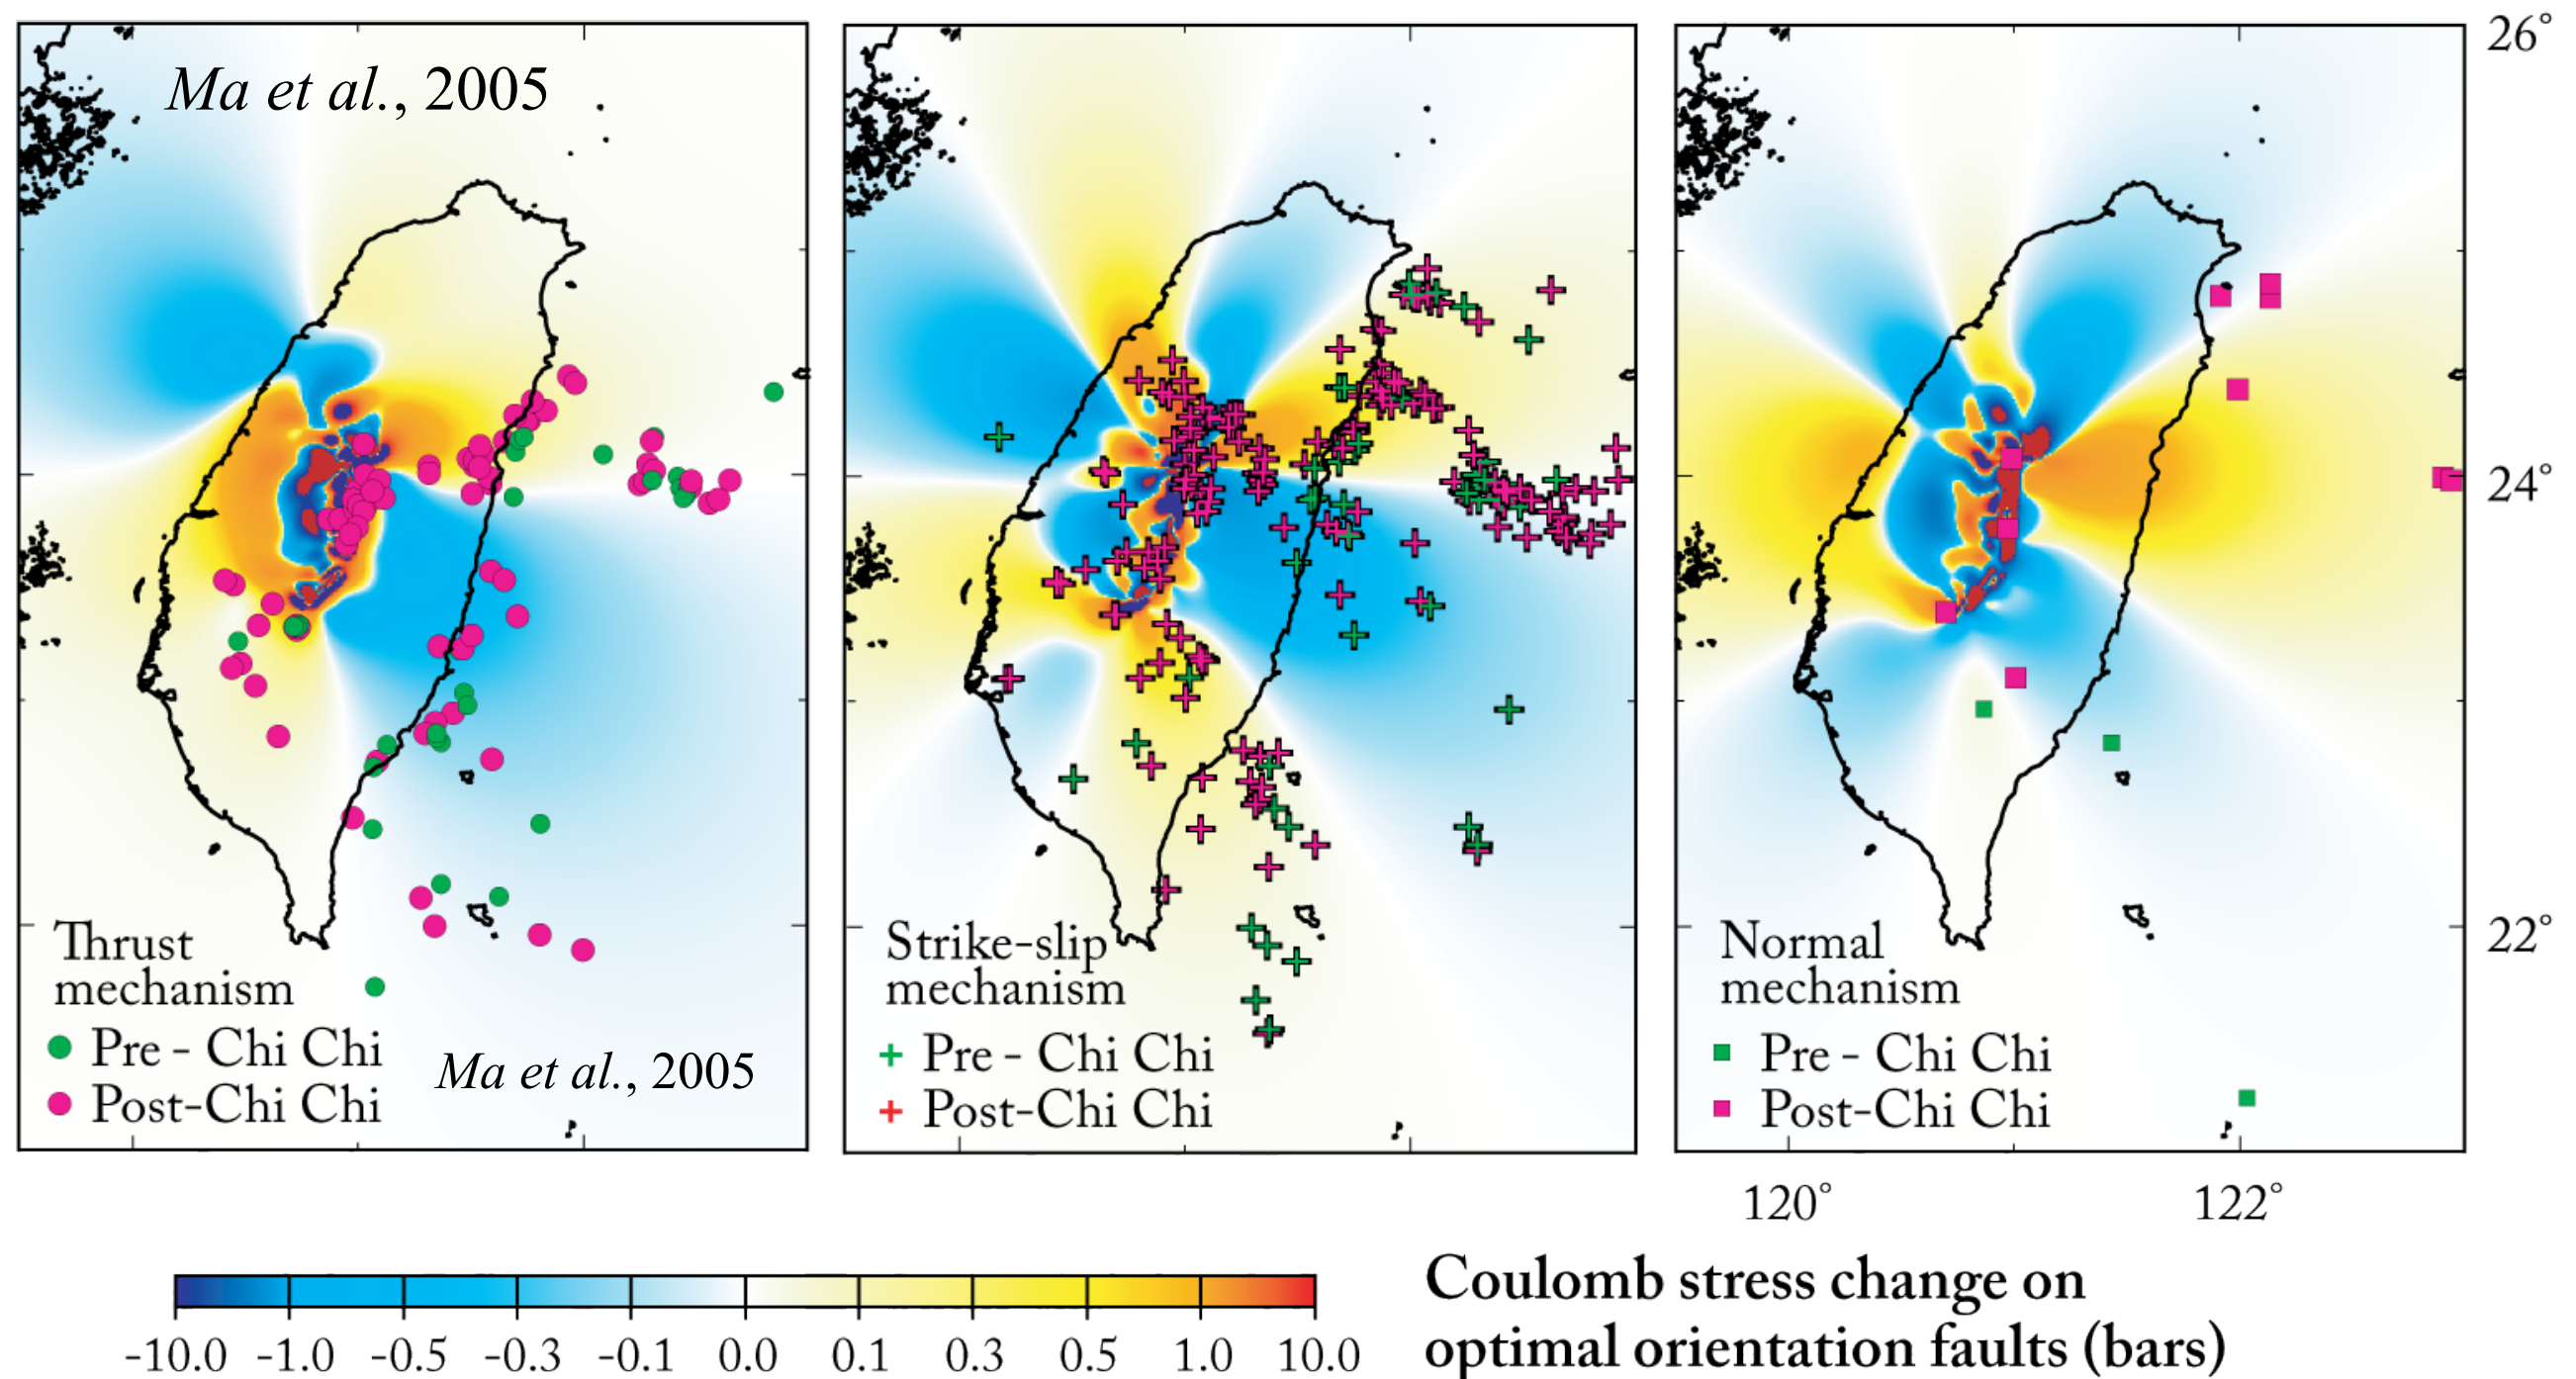 Ma et al., 2005
26°
24°
22°
Thrust
mechanism
Pre - Chi Chi
Post-Chi Chi
Ma et al., 2005
Strike-slip
mechanism
Pre - Chi Chi
Post-Chi Chi
Normal
mechanism
Pre - Chi Chi
Post-Chi Chi
120° 122°
-10.0 -1.0 -0.5 -0.3 -0.1 0.0 0.1 0.3 0.5 1.0 10.0
Coulomb stress change on
optimal orientation faults (bars)